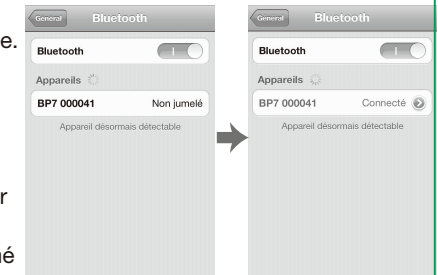 e.
r
né
General Bluetooth
Bluetooth
Appareils
BP7 000041 Non jumelé
Appareil désormais détectable
General Bluetooth
Bluetooth
Appareils
BP7 000041 Connecté
Appareil désormais détectable